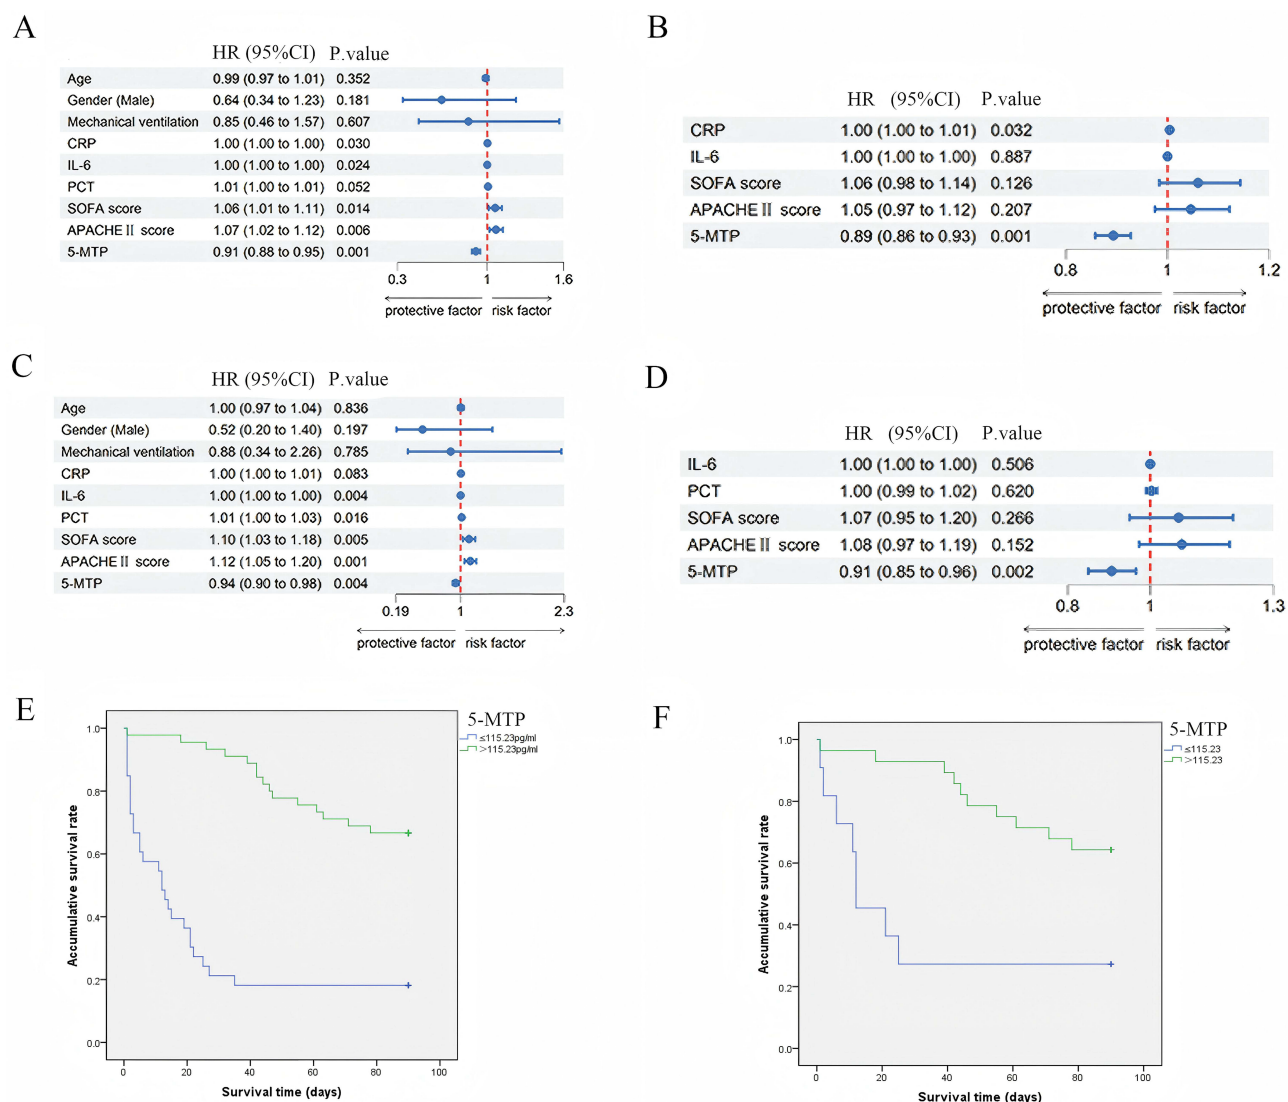 A
HR (95%CI) P.value
Age 0.99 (0.97 to 1.01) 0.352
Gender (Male) 0.64 (0.34 to 1.23) 0.181
Mechanical ventilation 0.85 (0.46 to 1.57) 0.607
CRP 1.00 (1.00 to 1.00) 0.030
IL-6 1.00 (1.00 to 1.00) 0.024
PCT 1.01 (1.00 to 1.01) 0.052
SOFA score 1.06 (1.01 to 1.11) 0.014
APACHEⅡ score 1.07 (1.02 to 1.12) 0.006
5-MTP 0.91 (0.88 to 0.95) 0.001
0.3 1 1.6
protective factor risk factor
B
HR (95%CI) P.value
CRP 1.00 (1.00 to 1.01) 0.032
IL-6 1.00 (1.00 to 1.00) 0.887
SOFA score 1.06 (0.98 to 1.14) 0.126
APACHEⅡ score 1.05 (0.97 to 1.12) 0.207
5-MTP 0.89 (0.86 to 0.93) 0.001
0.8 1 1.2
protective factor risk factor
C
HR (95%CI) P.value
Age 1.00 (0.97 to 1.04) 0.836
Gender (Male) 0.52 (0.20 to 1.40) 0.197
Mechanical ventilation 0.88 (0.34 to 2.26) 0.785
CRP 1.00 (1.00 to 1.01) 0.083
IL-6 1.00 (1.00 to 1.00) 0.004
PCT 1.01 (1.00 to 1.03) 0.016
SOFA score 1.10 (1.03 to 1.18) 0.005
APACHEⅡ score 1.12 (1.05 to 1.20) 0.001
5-MTP 0.94 (0.90 to 0.98) 0.004
0.19 1 2.3
protective factor risk factor
D
HR (95%CI) P.value
IL-6 1.00 (1.00 to 1.00) 0.506
PCT 1.00 (0.99 to 1.02) 0.620
SOFA score 1.07 (0.95 to 1.20) 0.266
APACHEⅡ score 1.08 (0.97 to 1.19) 0.152
5-MTP 0.91 (0.85 to 0.96) 0.002
0.8 1 1.3
protective factor risk factor
E
5-MTP
≤115.23pg/ml
>115.23pg/ml
Accumulative survival rate
1.0
0.8
0.6
0.4
0.2
0.0
0 20 40 60 80 100
Survival time (days)
F
5-MTP
≤115.23
>115.23
Accumulative survival rate
1.0
0.8
0.6
0.4
0.2
0.0
0 20 40 60 80 100
Survival time (days)